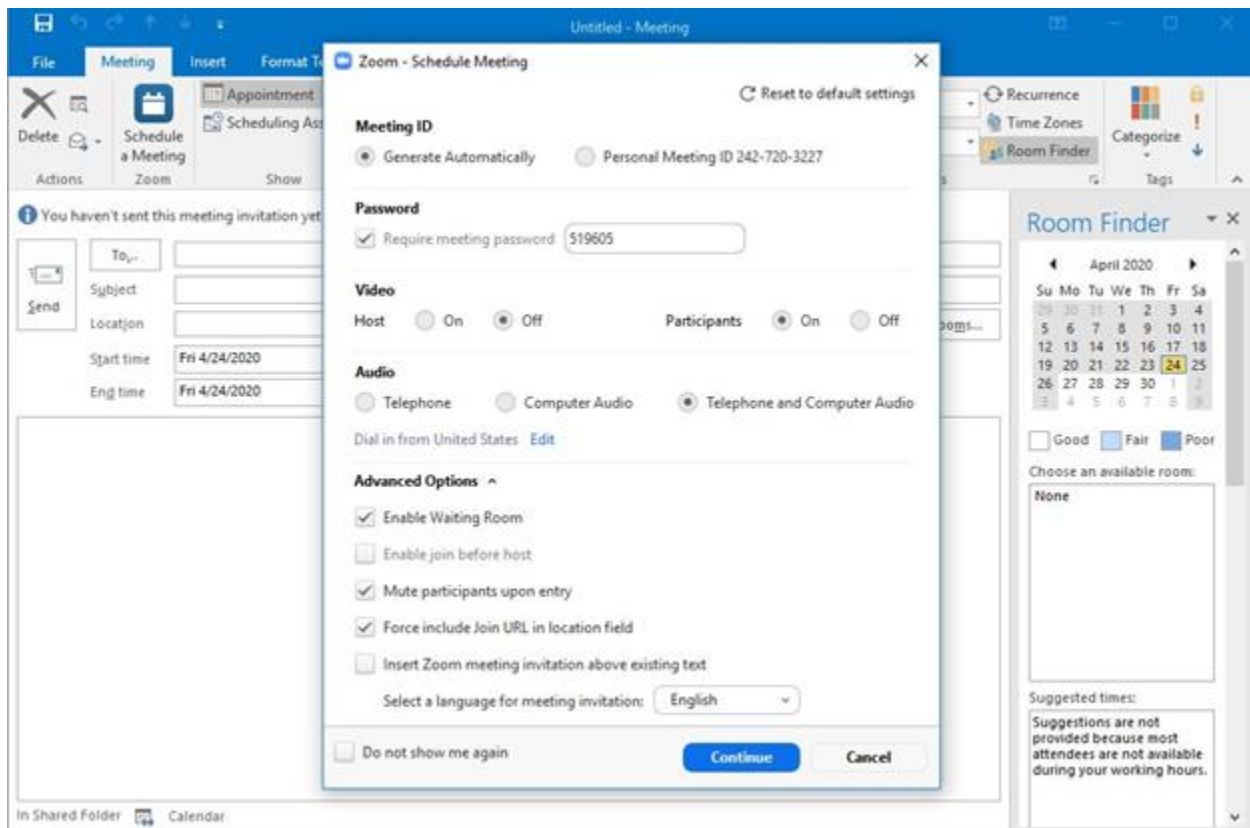 Untitled - Meeting
File Meeting Insert Format Te
Delete
Actions
Schedule a Meeting
Zoom
Appointment
Scheduling Ass
Show
Recurrence
Time Zones
Room Finder
Categorize
Tags
You haven't sent this meeting invitation yet
Send
To...
Subject
Location
ooms...
Start time Fri 4/24/2020
End time Fri 4/24/2020
Zoom - Schedule Meeting
Reset to default settings
Meeting ID
Generate Automatically Personal Meeting ID 242-720-3227
Password
Require meeting password 519605
Video
Host On Off Participants On Off
Audio
Telephone Computer Audio Telephone and Computer Audio
Dial in from United States Edit
Advanced Options
Enable Waiting Room
Enable join before host
Mute participants upon entry
Force include Join URL in location field
Insert Zoom meeting invitation above existing text
Select a language for meeting invitation: English
Do not show me again
Continue Cancel
Room Finder
April 2020
Su Mo Tu We Th Fr Sa
29 30 31 1 2 3 4
5 6 7 8 9 10 11
12 13 14 15 16 17 18
19 20 21 22 23 24 25
26 27 28 29 30 1 2
3 4 5 6 7 8 9
Good Fair Poor
Choose an available room:
None
Suggested times:
Suggestions are not
provided because most
attendees are not available
during your working hours.
In Shared Folder Calendar